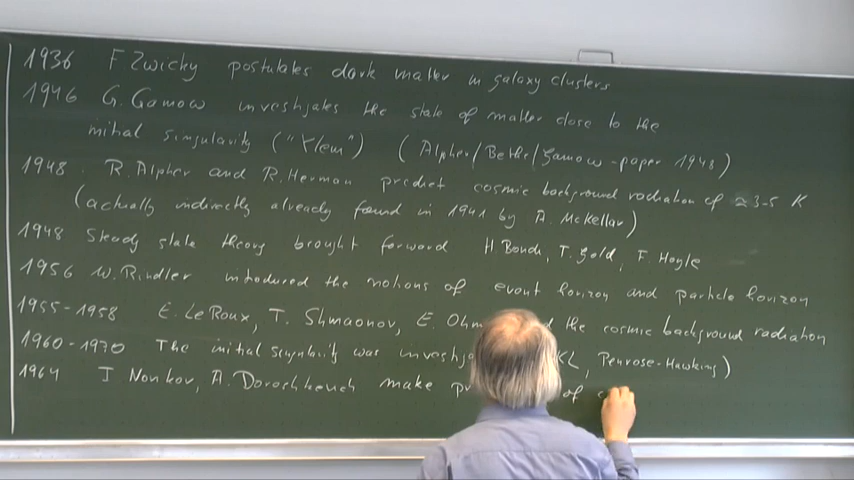 1936 F Zwicky postulates dark matter in galaxy clusters
1946 G. Gamow investigates the state of matter close to the
initial singularity ("Ylem") (Alpher/Bethe/Gamow-paper 1948)
1948 R. Alpher and R. Herman predict cosmic background radiation of ≈ 3-5 K
(actually indirectly already found in 1941 by A. McKellar)
1948 Steady state theory brought forward H. Bondi, T. Gold, F. Hoyle
1956 W. Rindler introduced the notions of event horizon and particle horizon
1955-1958 E. Le Roux, T. Shmaonov, E. Ohm the cosmic background radiation
1960-1970 The initial singularity was KL, Penrose-Hawking)
1964 I Novikov, A. Doroshkevich make of